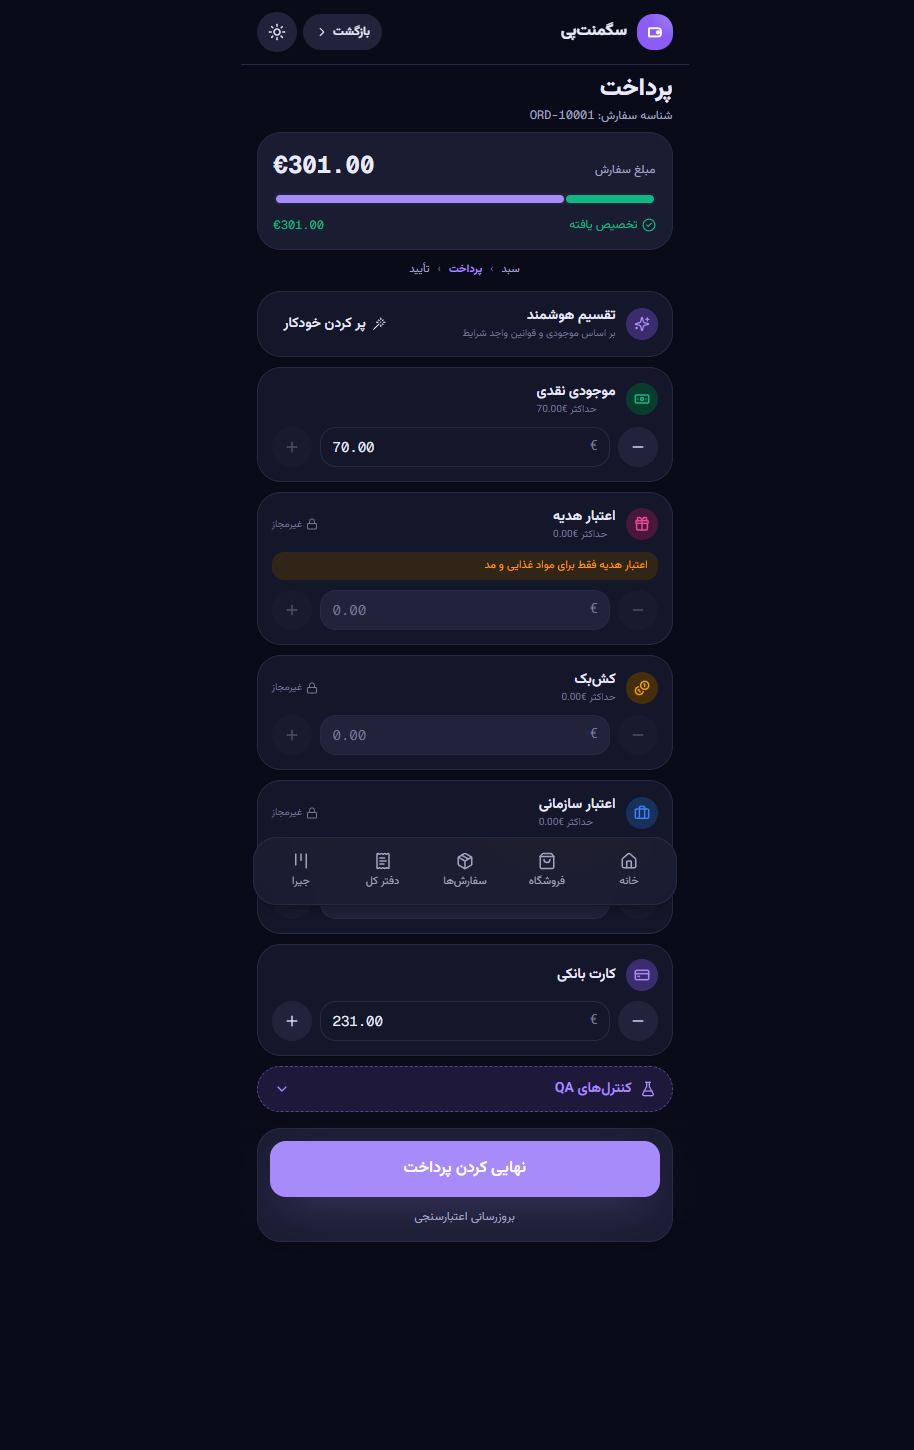 سگمنت‌پی
بازگشت
پرداخت
شناسه سفارش: ORD-10001
مبلغ سفارش
€301.00
تخصیص یافته
€301.00
سبد › پرداخت › تأیید
تقسیم هوشمند
بر اساس موجودی و قوانین واجد شرایط
پر کردن خودکار
موجودی نقدی
حداکثر €70.00
€
70.00
اعتبار هدیه
حداکثر €0.00
غیرمجاز
اعتبار هدیه فقط برای مواد غذایی و مد
€
0.00
کش‌بک
حداکثر €0.00
غیرمجاز
€
0.00
اعتبار سازمانی
حداکثر €0.00
غیرمجاز
خانه
فروشگاه
سفارش‌ها
دفتر کل
جیرا
کارت بانکی
€
231.00
کنترل‌های QA
نهایی کردن پرداخت
بروزرسانی اعتبارسنجی